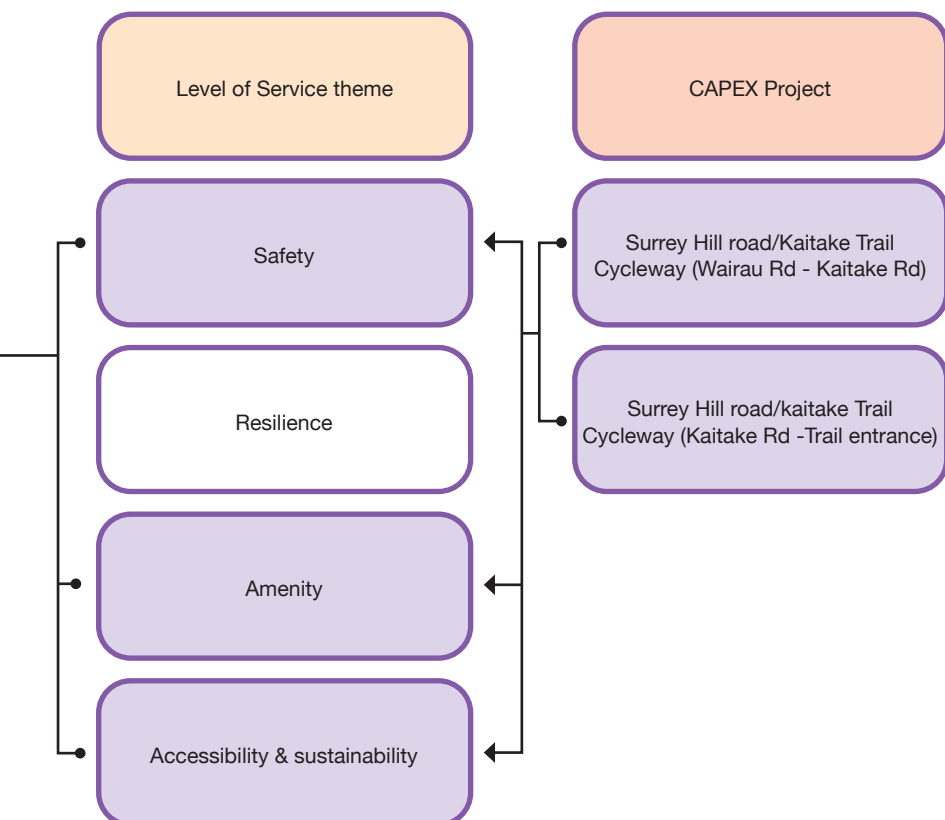 Level of Service theme
CAPEX Project
Safety
Surrey Hill road/Kaitake Trail
Cycleway (Wairau Rd - Kaitake Rd)
Resilience
Surrey Hill road/kaitake Trail
Cycleway (Kaitake Rd -Trail entrance)
Amenity
Accessibility & sustainability